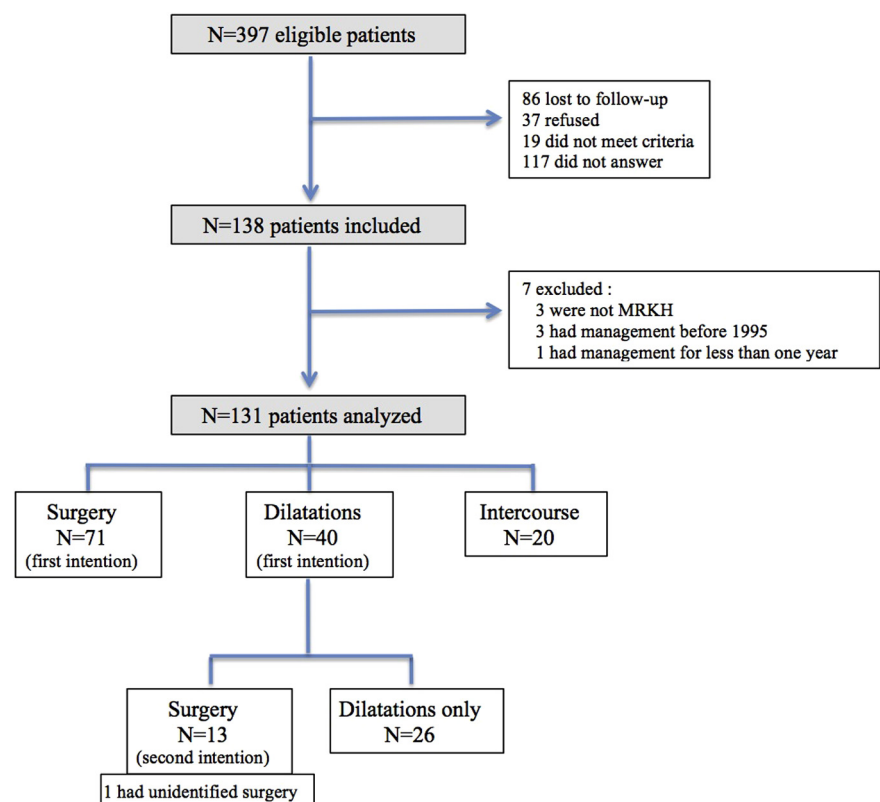 N=397 eligible patients
86 lost to follow-up
37 refused
19 did not meet criteria
117 did not answer
N=138 patients included
7 excluded :
3 were not MRKH
3 had management before 1995
1 had management for less than one year
N=131 patients analyzed
Surgery
N=71
(first intention)
Dilatations
N=40
(first intention)
Intercourse
N=20
Surgery
N=13
(second intention)
1 had unidentified surgery
Dilatations only
N=26